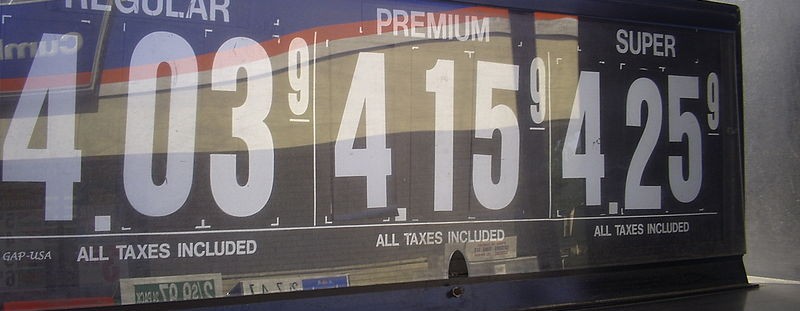 REGULAR
4.03 9
ALL TAXES INCLUDED
PREMIUM
4.15 9
ALL TAXES INCLUDED
SUPER
4.25 9
ALL TAXES INCLUDED
GAP-USA